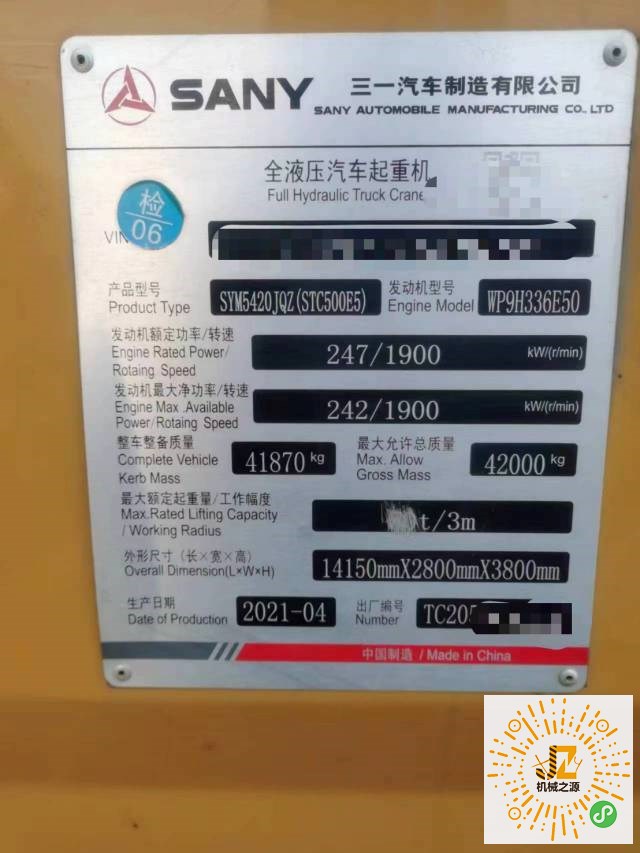 SANY 三一汽车制造有限公司
SANY AUTOMOBILE MANUFACTURING CO., LTD
全液压汽车起重机
Full Hydraulic Truck Crane
检
06
VIN
产品型号 SYM5420JQZ(STC500E5) 发动机型号 WP9H336E50
Product Type Engine Model
发动机额定功率/转速
Engine Rated Power/ 247/1900 kW/(r/min)
Rotaing Speed
发动机最大净功率/转速
Engine Max .Available 242/1900 kW/(r/min)
Power/Rotaing Speed
整车整备质量 最大允许总质量
Complete Vehicle 41870 kg Max. Allow 42000 kg
Kerb Mass Gross Mass
最大额定起重量/工作幅度
Max.Rated Lifting Capacity t/3m
/ Working Radius
外形尺寸（长×宽×高）
Overall Dimension(L×W×H) 14150mmX2800mmX3800mm
生产日期 2021-04 出厂编号 TC205
Date of Production Number
中国制造 / Made in China
JZ
机械之源